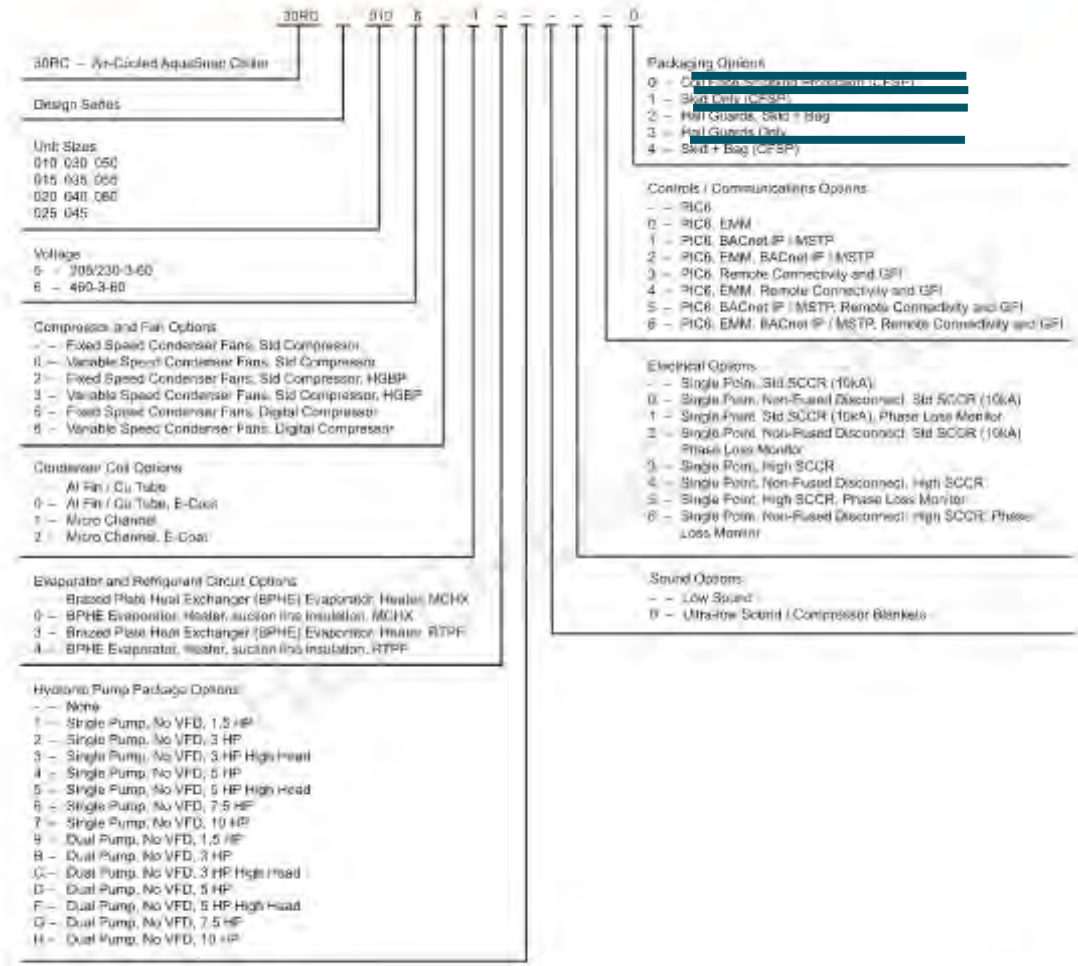 30RC - 010 6 - 1 - - - - - 0
30RC – Air-Cooled AquaSnap Chiller
Design Series
Unit Sizes
010 030 050
015 035 055
020 040 060
025 045
Voltage
5 – 208/230-3-60
6 – 460-3-60
Compressor and Fan Options
- – Fixed Speed Condenser Fans, Std Compressor
0 – Variable Speed Condenser Fans, Std Compressor
2 – Fixed Speed Condenser Fans, Std Compressor, HGBP
3 – Variable Speed Condenser Fans, Std Compressor, HGBP
5 – Fixed Speed Condenser Fans, Digital Compressor
6 – Variable Speed Condenser Fans, Digital Compressor
Condenser Coil Options
Al Fin / Cu Tube
0 – Al Fin / Cu Tube, E-Coat
1 – Micro Channel
2 Micro Channel, E-Coat
Evaporator and Refrigerant Circuit Options
Brazed Plate Heat Exchanger (BPHE) Evaporator, Heater, MCHX
0 – BPHE Evaporator, Heater, suction line insulation, MCHX
3 – Brazed Plate Heat Exchanger (BPHE) Evaporator, Heater, RTPF
4 – BPHE Evaporator, Heater, suction line insulation, RTPF
Hydronic Pump Package Options
- – None
1 – Single Pump, No VFD, 1.5 HP
2 – Single Pump, No VFD, 3 HP
3 – Single Pump, No VFD, 3 HP High Head
4 – Single Pump, No VFD, 5 HP
5 – Single Pump, No VFD, 5 HP High Head
6 – Single Pump, No VFD, 7.5 HP
7 – Single Pump, No VFD, 10 HP
9 – Dual Pump, No VFD, 1.5 HP
B – Dual Pump, No VFD, 3 HP
C – Dual Pump, No VFD, 3 HP High Head
D – Dual Pump, No VFD, 5 HP
F – Dual Pump, No VFD, 5 HP High Head
G – Dual Pump, No VFD, 7.5 HP
H – Dual Pump, No VFD, 10 HP
Packaging Options
0 – Coil Face Shipping Protection (CFSP)
1 – Skid Only (CFSP)
2 – Hail Guards, Skid + Bag
3 – Hail Guards Only
4 – Skid + Bag (CFSP)
Controls / Communications Options
- – PIC6
0 – PIC6, EMM
1 – PIC6, BACnet IP / MSTP
2 – PIC6, EMM, BACnet IP / MSTP
3 – PIC6, Remote Connectivity and GFI
4 – PIC6, EMM, Remote Connectivity and GFI
5 – PIC6, BACnet IP / MSTP, Remote Connectivity and GFI
6 – PIC6, EMM, BACnet IP / MSTP, Remote Connectivity and GFI
Electrical Options
- – Single Point, Std SCCR (10kA)
0 – Single Point, Non-Fused Disconnect, Std SCCR (10kA)
1 – Single Point, Std SCCR (10kA), Phase Loss Monitor
2 – Single Point, Non-Fused Disconnect, Std SCCR (10kA)
Phase Loss Monitor
3 – Single Point, High SCCR
4 – Single Point, Non-Fused Disconnect, High SCCR
5 – Single Point, High SCCR, Phase Loss Monitor
6 – Single Point, Non-Fused Disconnect, High SCCR, Phase
Loss Monitor
Sound Options
- – Low Sound
0 – Ultra-low Sound / Compressor Blankets